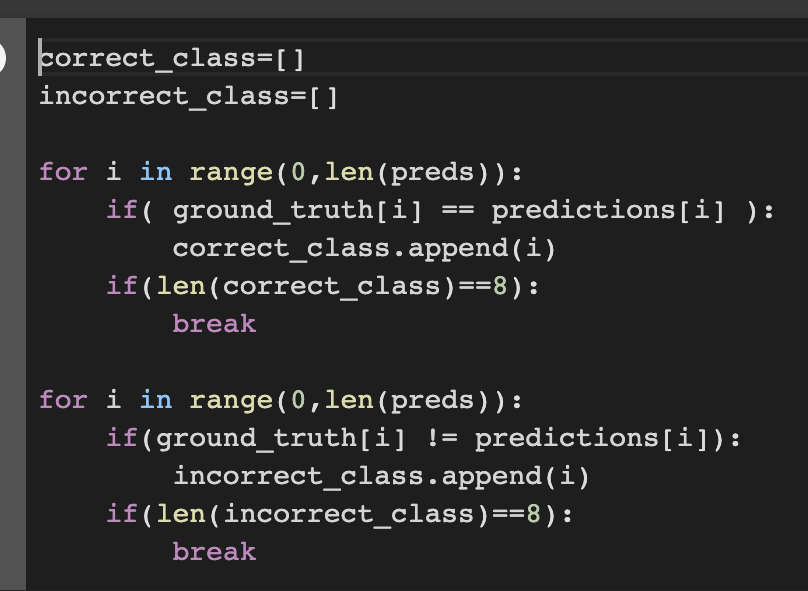 correct_class=[]
incorrect_class=[]

for i in range(0,len(preds)):
    if( ground_truth[i] == predictions[i] ):
        correct_class.append(i)
    if(len(correct_class)==8):
        break

for i in range(0,len(preds)):
    if(ground_truth[i] != predictions[i]):
        incorrect_class.append(i)
    if(len(incorrect_class)==8):
        break